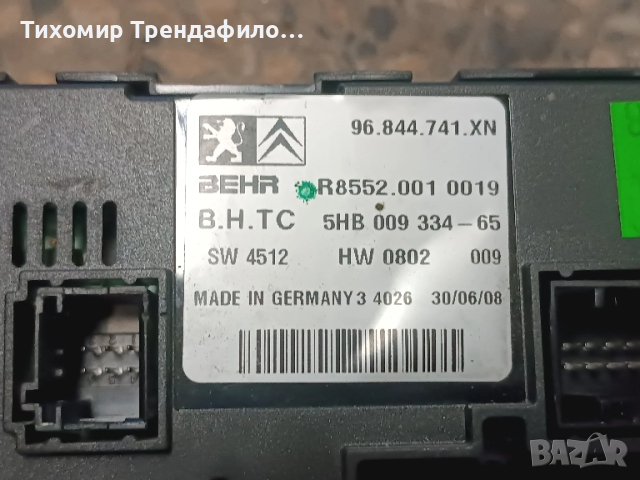 Тихомир Трендафило...
96.844.741.XN
BEHR R8552.001 0019
B.H.TC 5HB 009 334-65
SW 4512 HW 0802 009
MADE IN GERMANY 3 4026 30/06/08
BAZAR